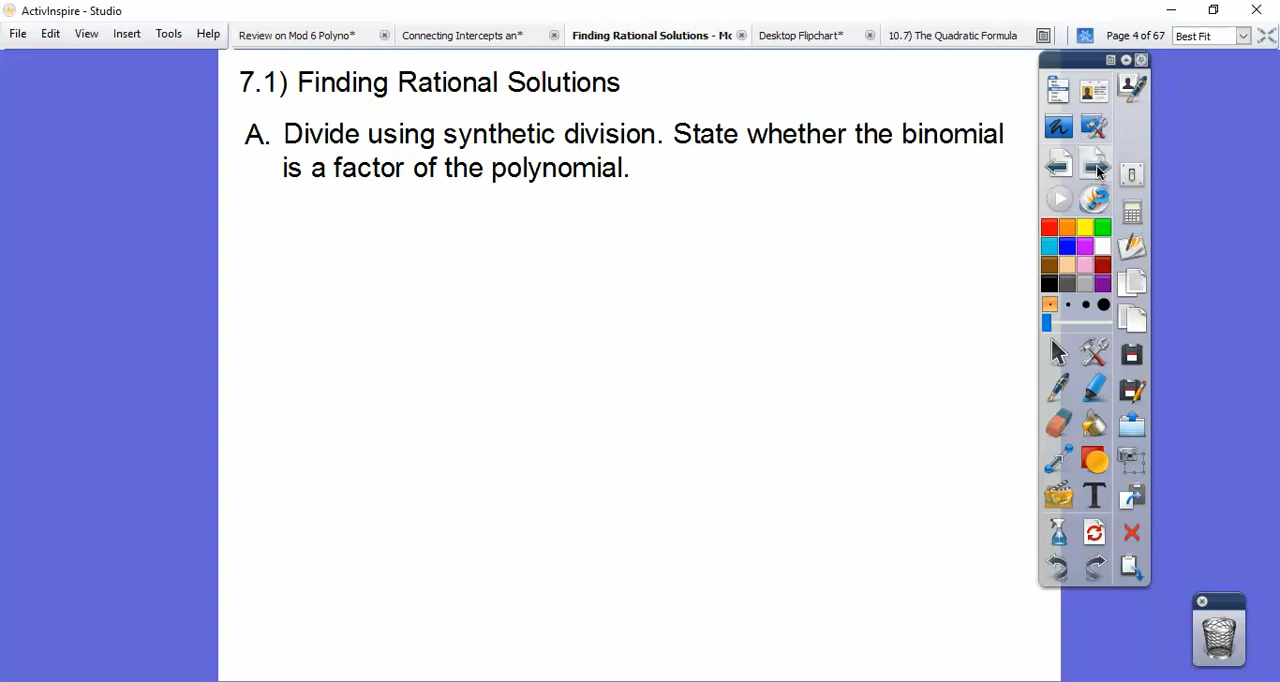 ActivInspire - Studio
File Edit View Insert Tools Help
Review on Mod 6 Polyno* Connecting Intercepts an* Finding Rational Solutions - Mc Desktop Flipchart* 10.7) The Quadratic Formula Page 4 of 67 Best Fit
7.1) Finding Rational Solutions
A. Divide using synthetic division. State whether the binomial
is a factor of the polynomial.
T